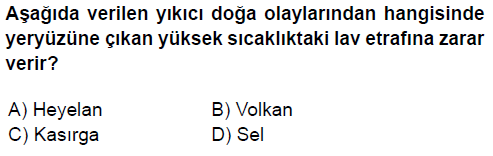 Aşağıda verilen yıkıcı doğa olaylarından hangisinde
yeryüzüne çıkan yüksek sıcaklıktaki lav etrafına zarar
verir?
A) Heyelan B) Volkan
C) Kasırga D) Sel